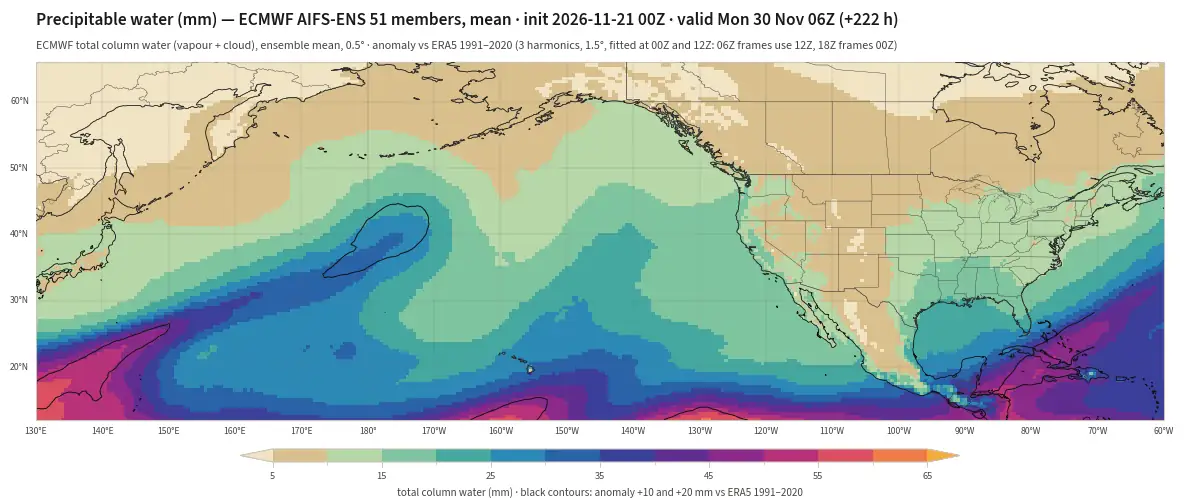 Precipitable water (mm) — ECMWF AIFS-ENS 51 members, mean · init 2026-11-21 00Z · valid Mon 30 Nov 06Z (+222 h)
ECMWF total column water (vapour + cloud), ensemble mean, 0.5° · anomaly vs ERA5 1991–2020 (3 harmonics, 1.5°, fitted at 00Z and 12Z: 06Z frames use 12Z, 18Z frames 00Z)
60°N
50°N
40°N
30°N
20°N
130°E 140°E 150°E 160°E 170°E 180° 170°W 160°W 150°W 140°W 130°W 120°W 110°W 100°W 90°W 80°W 70°W 60°W
5 15 25 35 45 55 65
total column water (mm) · black contours: anomaly +10 and +20 mm vs ERA5 1991–2020